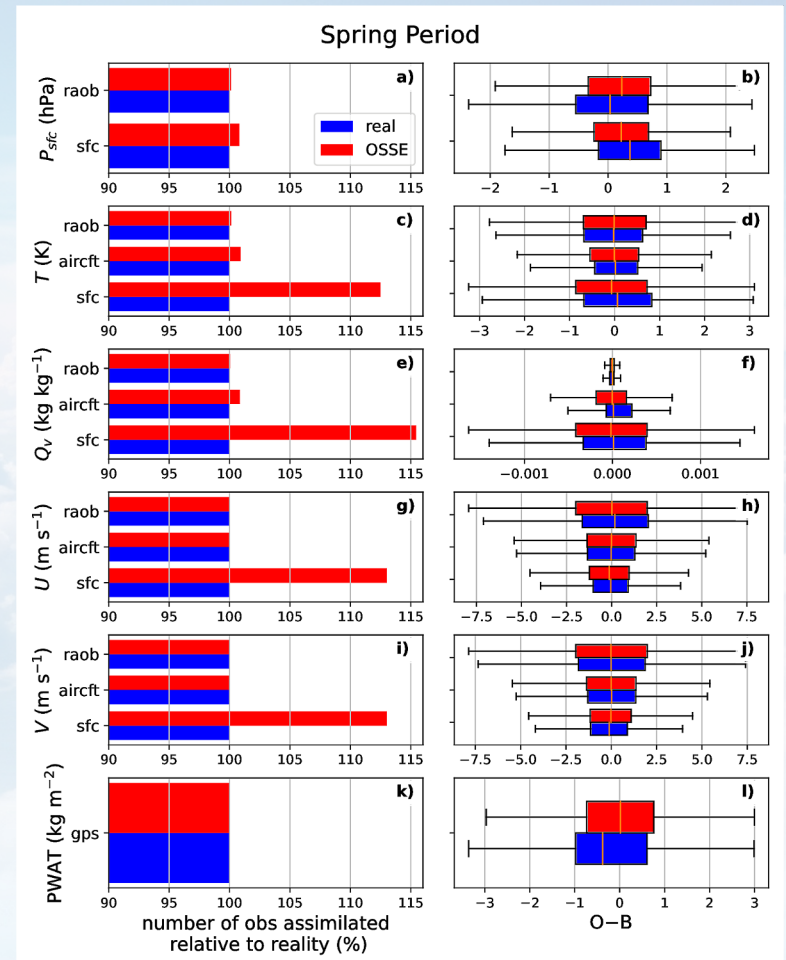 Spring Period
a)
b)
P_sfc (hPa)
raob
sfc
real
OSSE
90 95 100 105 110 115
−2 −1 0 1 2
c)
d)
T (K)
raob
aircft
sfc
90 95 100 105 110 115
−3 −2 −1 0 1 2 3
e)
f)
Q_v (kg kg⁻¹)
raob
aircft
sfc
90 95 100 105 110 115
−0.001 0.000 0.001
g)
h)
U (m s⁻¹)
raob
aircft
sfc
90 95 100 105 110 115
−7.5 −5.0 −2.5 0.0 2.5 5.0 7.5
i)
j)
V (m s⁻¹)
raob
aircft
sfc
90 95 100 105 110 115
−7.5 −5.0 −2.5 0.0 2.5 5.0 7.5
k)
l)
PWAT (kg m⁻²)
gps
90 95 100 105 110 115
−3 −2 −1 0 1 2 3
number of obs assimilated
relative to reality (%)
O−B